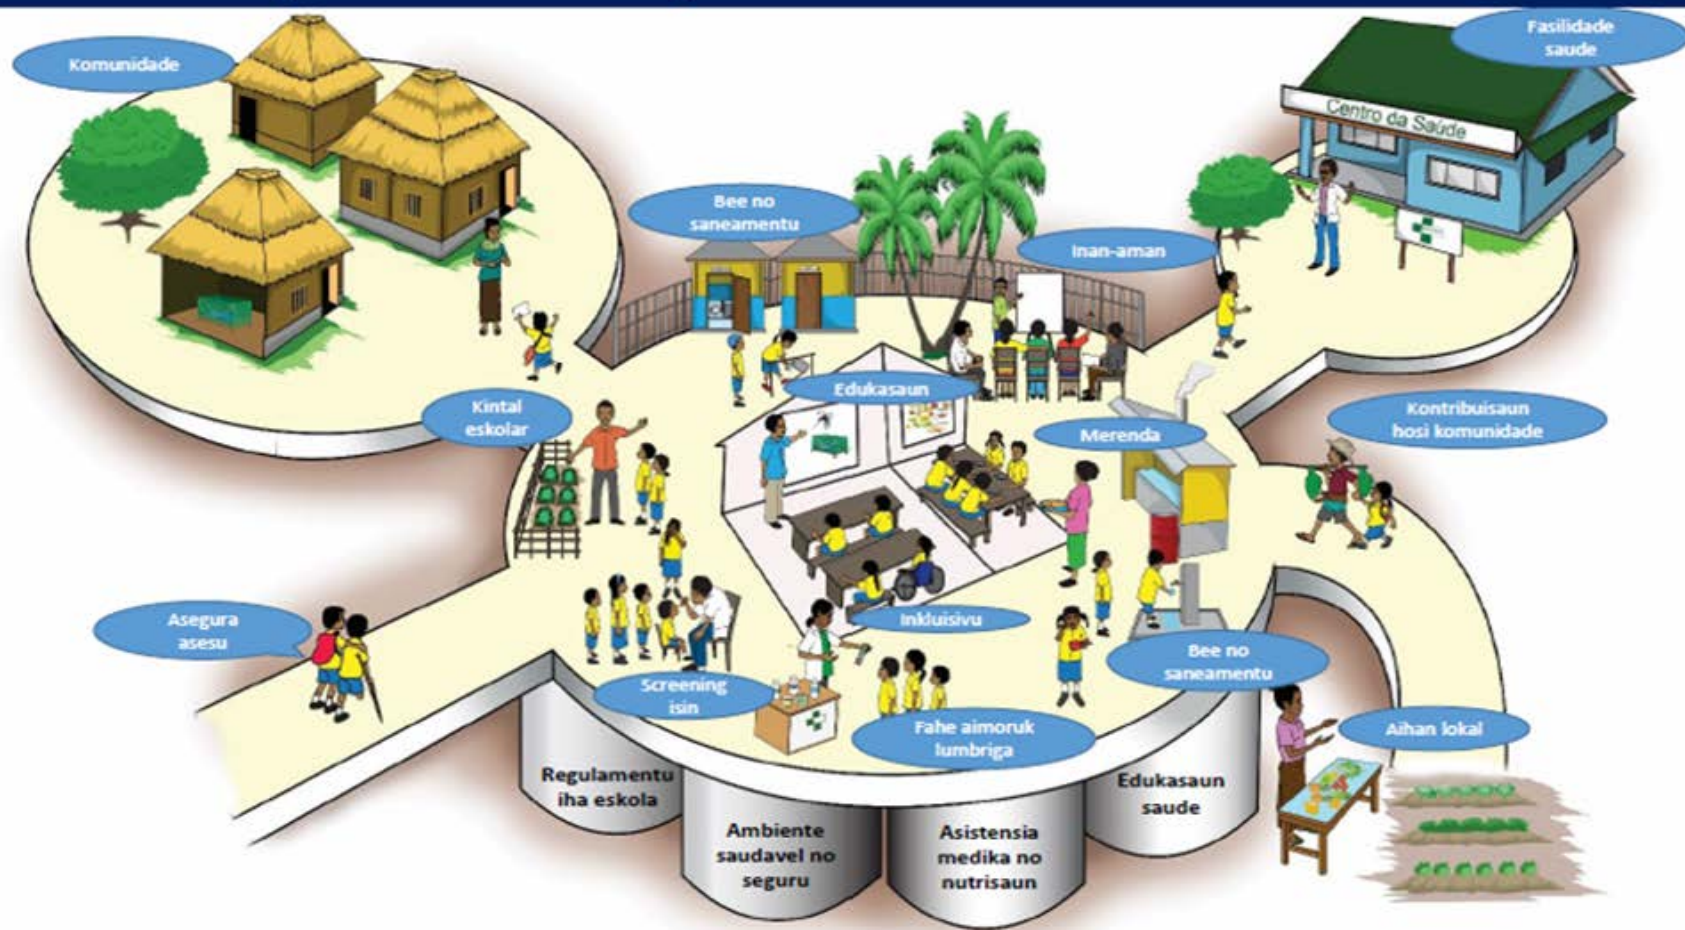 Komunidade
Fasilidade
saude
Centro da Saúde
Bee no
saneamentu
Inan-aman
Edukasaun
Kintal
eskolar
Merenda
Kontribuisaun
hosi komunidade
Asegura
asesu
Inkluisivu
Bee no
saneamentu
Screening
isin
Fahe aimoruk
lumbriga
Aihan lokal
Regulamentu
iha eskola
Ambiente
saudavel no
seguru
Asistensia
medika no
nutrisaun
Edukasaun
saude